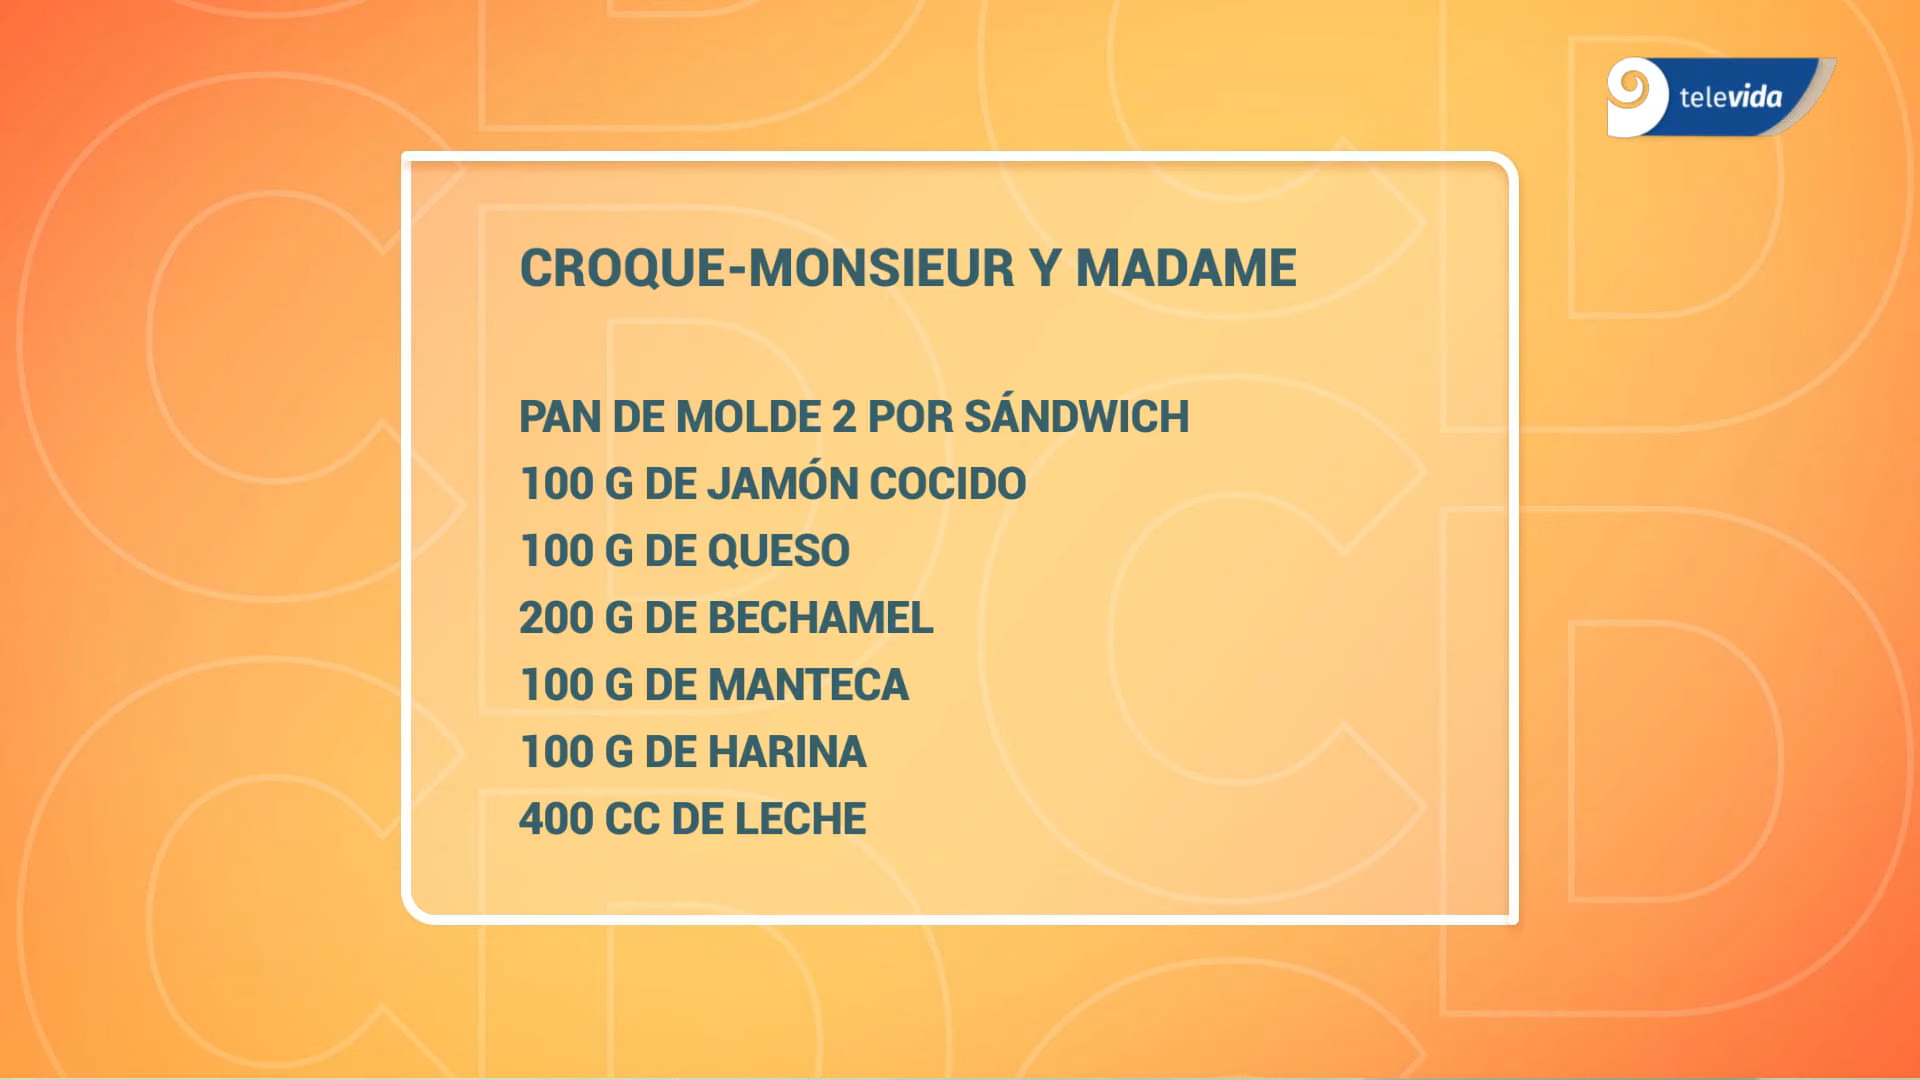 televida
CROQUE-MONSIEUR Y MADAME
PAN DE MOLDE 2 POR SÁNDWICH
100 G DE JAMÓN COCIDO
100 G DE QUESO
200 G DE BECHAMEL
100 G DE MANTECA
100 G DE HARINA
400 CC DE LECHE